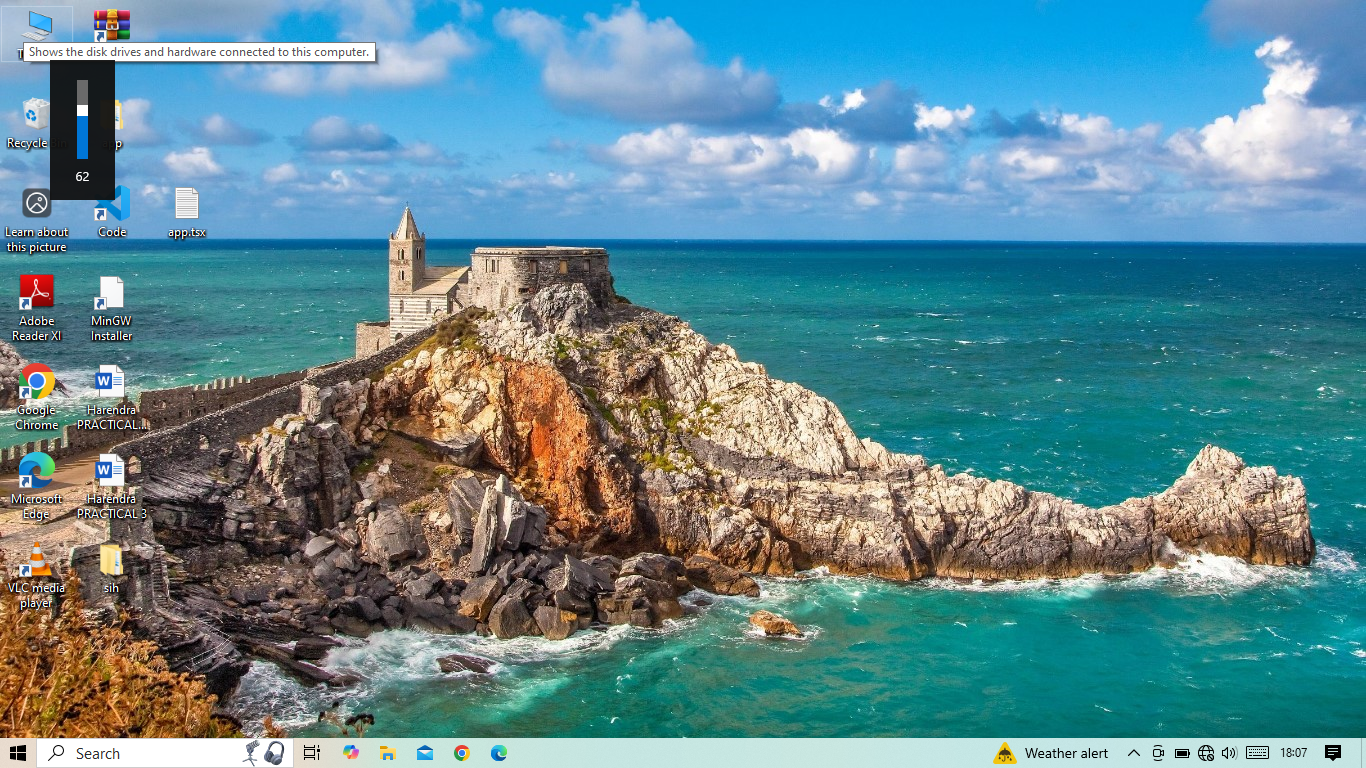 Shows the disk drives and hardware connected to this computer.
62
Recycle
Learn about
this picture
Code
app.tsx
Adobe
Reader XI
MinGW
Installer
Google
Chrome
Harendra
PRACTICAL...
Microsoft
Edge
Harendra
PRACTICAL 3
VLC media
player
sih
Search
Weather alert
18:07